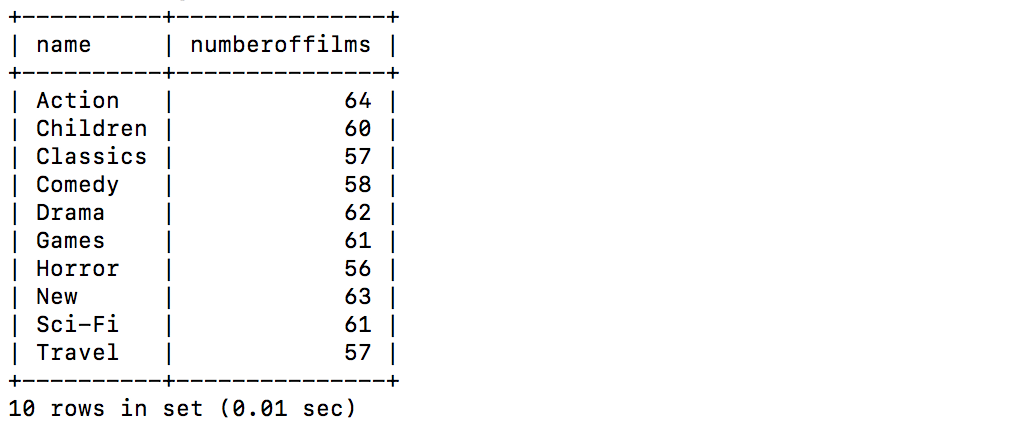 +----------+---------------+
| name     | numberoffilms |
+----------+---------------+
| Action   |            64 |
| Children |            60 |
| Classics |            57 |
| Comedy   |            58 |
| Drama    |            62 |
| Games    |            61 |
| Horror   |            56 |
| New      |            63 |
| Sci-Fi   |            61 |
| Travel   |            57 |
+----------+---------------+
10 rows in set (0.01 sec)